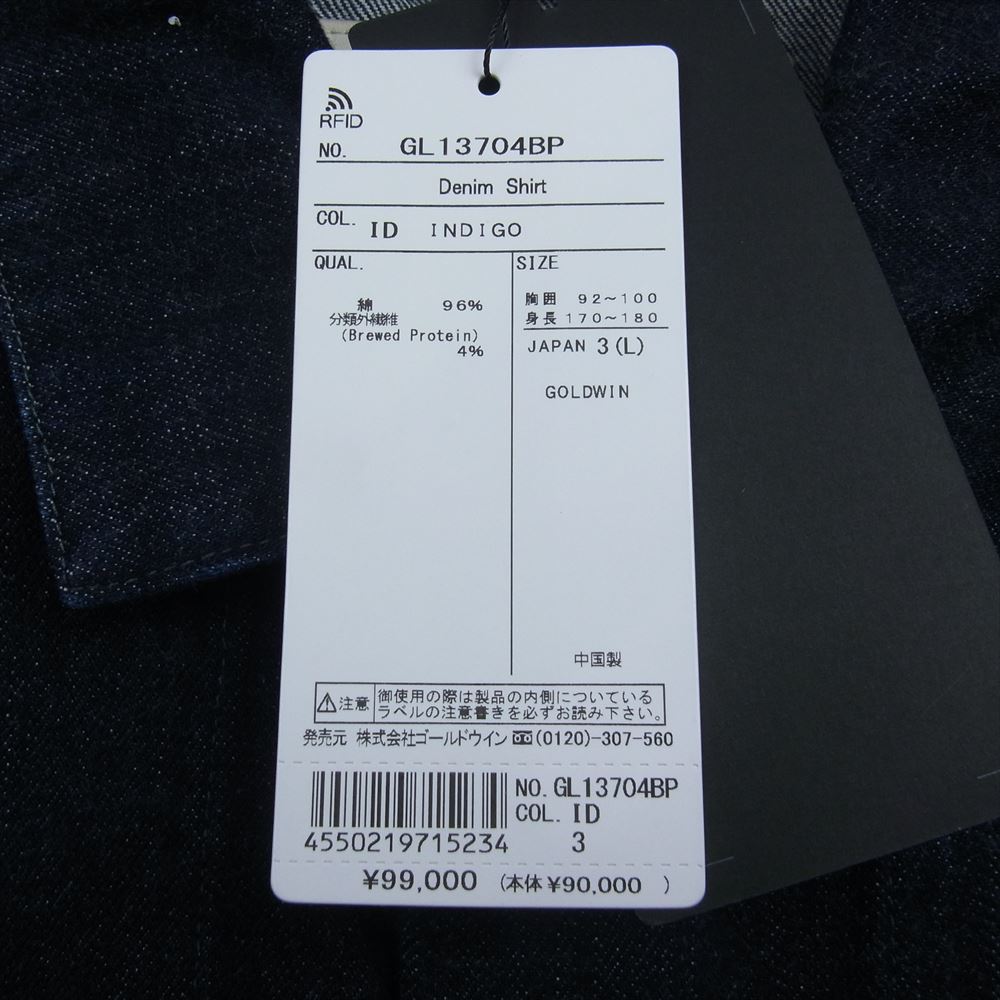 RFID
NO. GL13704BP
Denim Shirt
COL. ID INDIGO
QUAL.
綿 96%
分類外繊維
(Brewed Protein)
4%
SIZE
胸囲 92～100
身長 170～180
JAPAN 3(L)
GOLDWIN
中国製
注意 御使用の際は製品の内側についている
ラベルの注意書きを必ずお読み下さい。
発売元 株式会社ゴールドウイン (0120)-307-560
NO. GL13704BP
COL. ID
3
4550219715234
¥99,000 (本体 ¥90,000 )